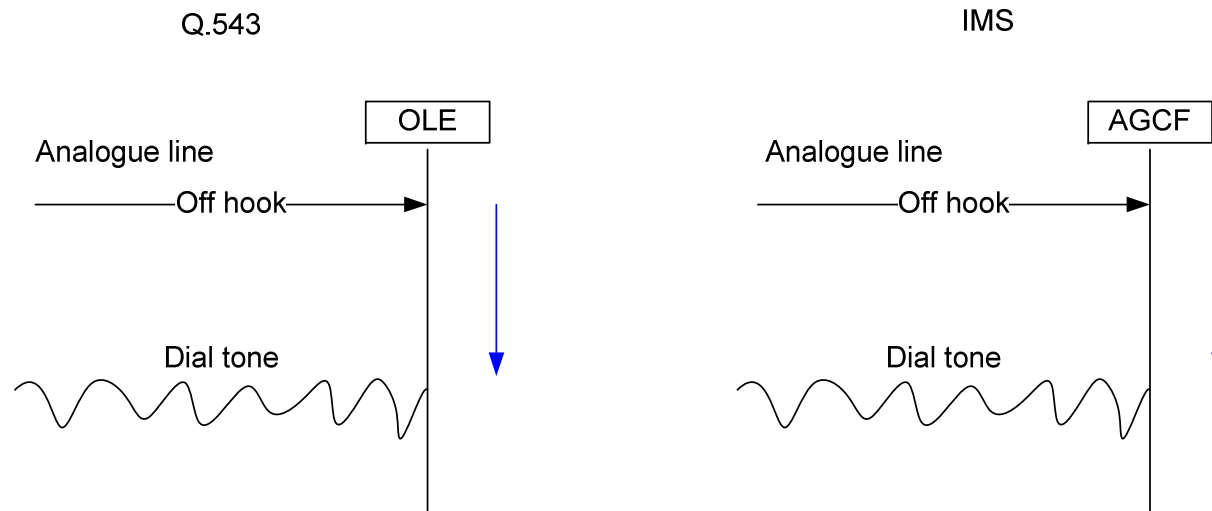 Q.543
IMS
OLE
AGCF
Analogue line
Analogue line
Off hook
Off hook
Dial tone
Dial tone